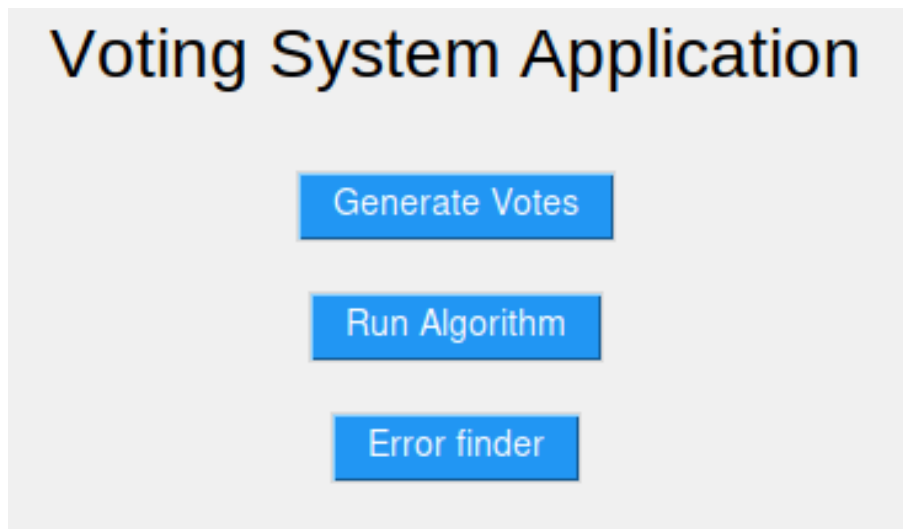 Voting System Application
Generate Votes
Run Algorithm
Error finder